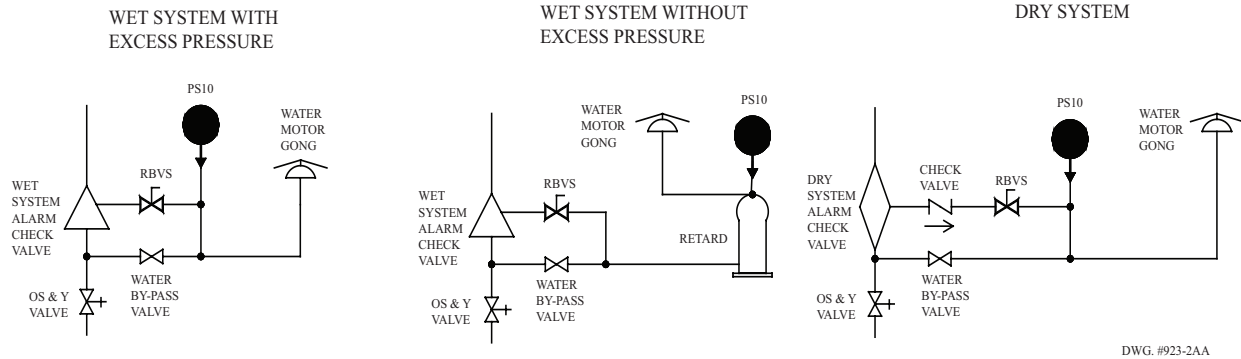 WET SYSTEM WITH
EXCESS PRESSURE
PS10
WATER
MOTOR
GONG
RBVS
WET
SYSTEM
ALARM
CHECK
VALVE
WATER
BY-PASS
VALVE
OS & Y
VALVE
WET SYSTEM WITHOUT
EXCESS PRESSURE
PS10
WATER
MOTOR
GONG
RBVS
WET
SYSTEM
ALARM
CHECK
VALVE
RETARD
WATER
BY-PASS
VALVE
OS & Y
VALVE
DRY SYSTEM
PS10
WATER
MOTOR
GONG
CHECK
VALVE
RBVS
DRY
SYSTEM
ALARM
CHECK
VALVE
WATER
BY-PASS
VALVE
OS & Y
VALVE
DWG. #923-2AA